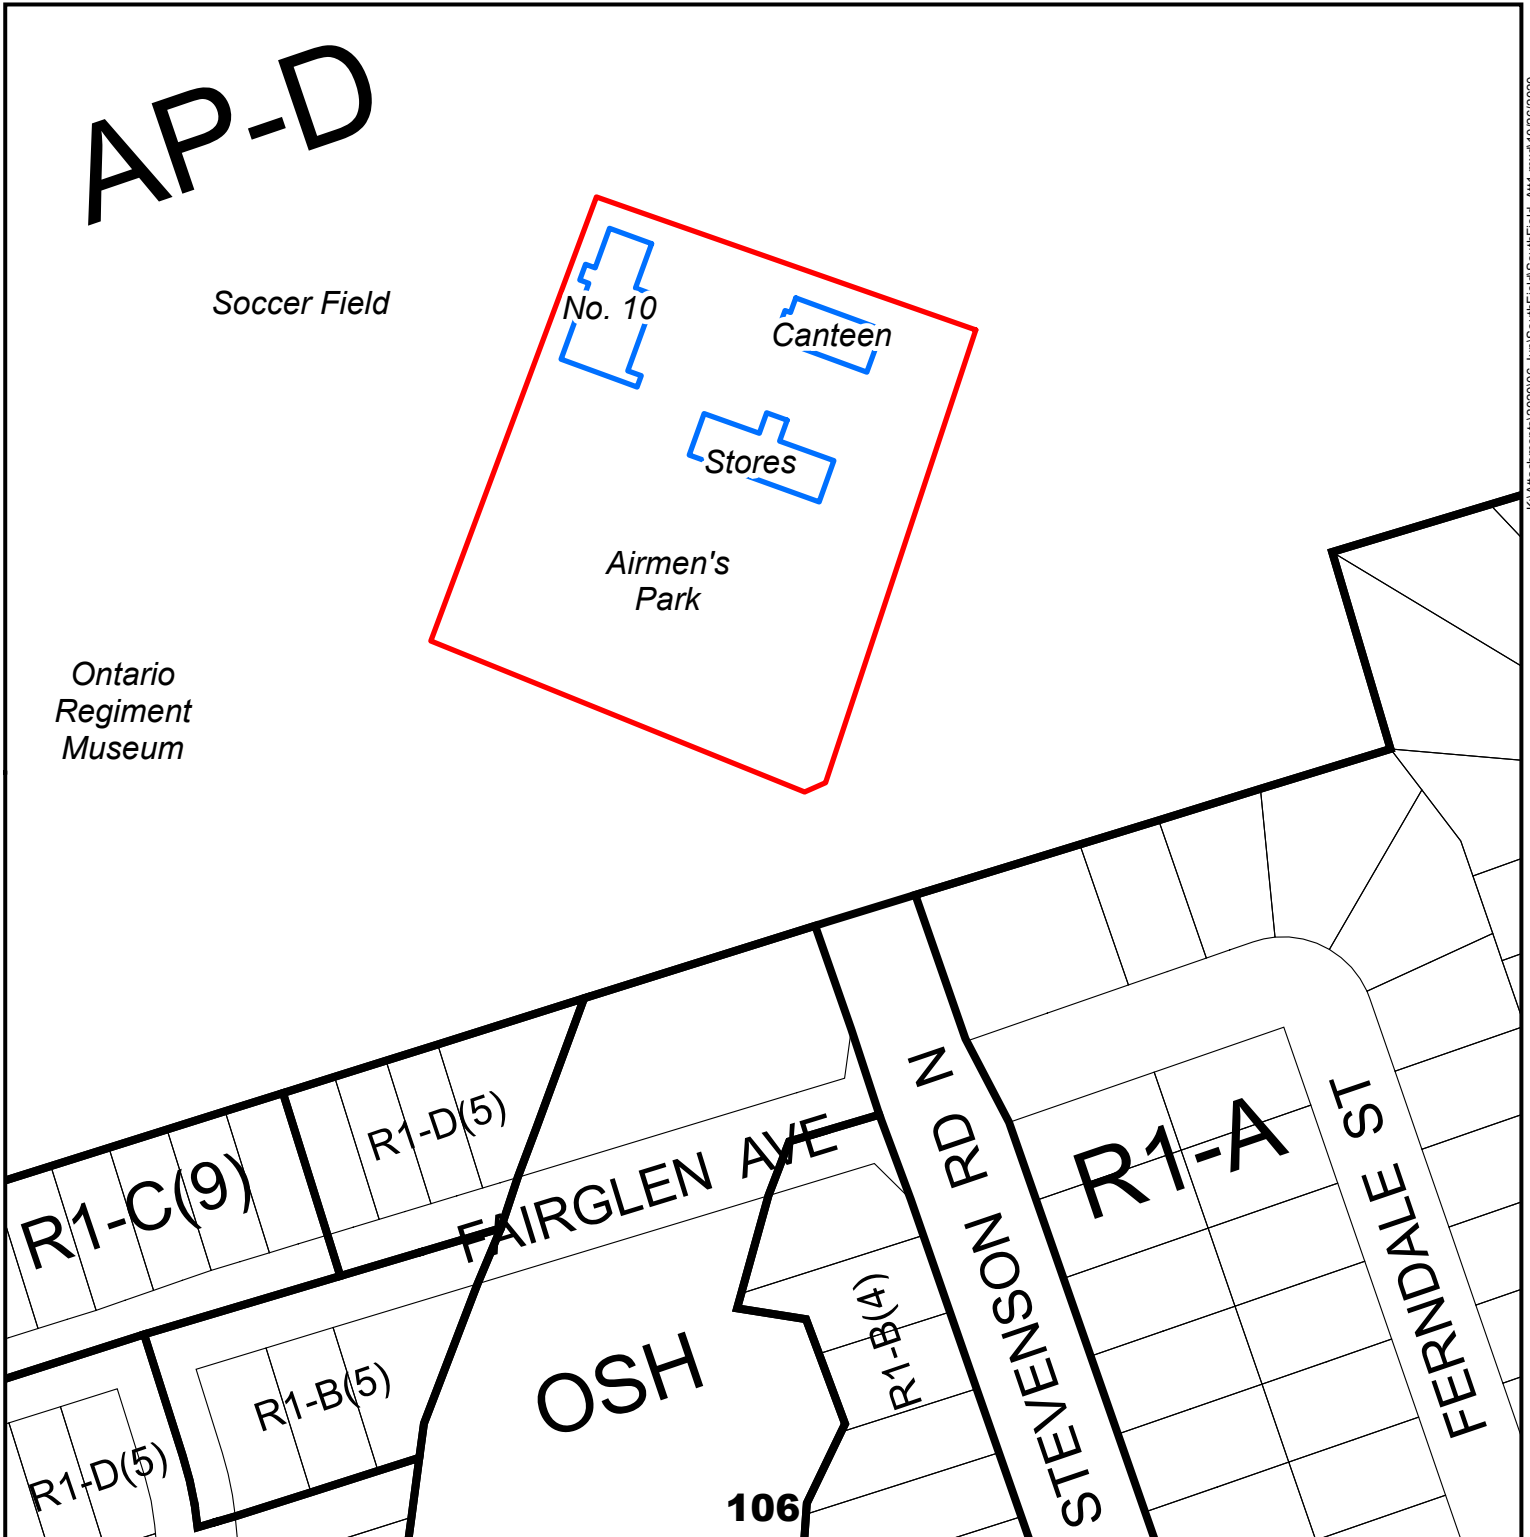 AP-D
Soccer Field
No. 10
Canteen
Stores
Airmen's
Park
Ontario
Regiment
Museum
R1-D(5)
R1-C(9)
FAIRGLEN AVE
STEVENSON RD N
R1-A
FERNDALE ST
R1-B(4)
OSH
R1-B(5)
R1-D(5)
106